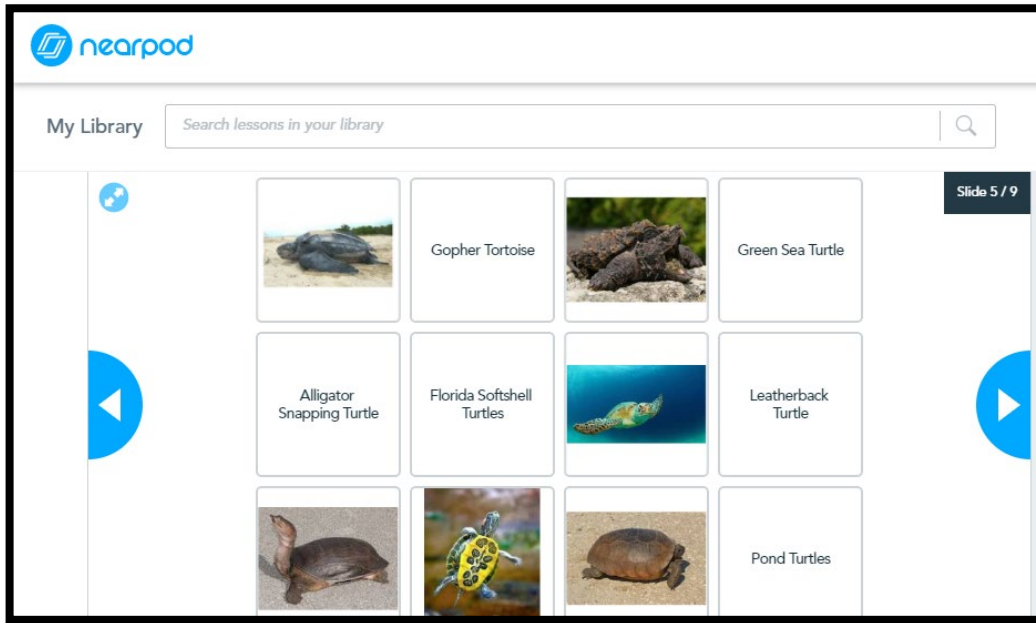 nearpod
My Library
Search lessons in your library
Slide 5 / 9
Gopher Tortoise
Green Sea Turtle
Alligator
Snapping Turtle
Florida Softshell
Turtles
Leatherback
Turtle
Pond Turtles